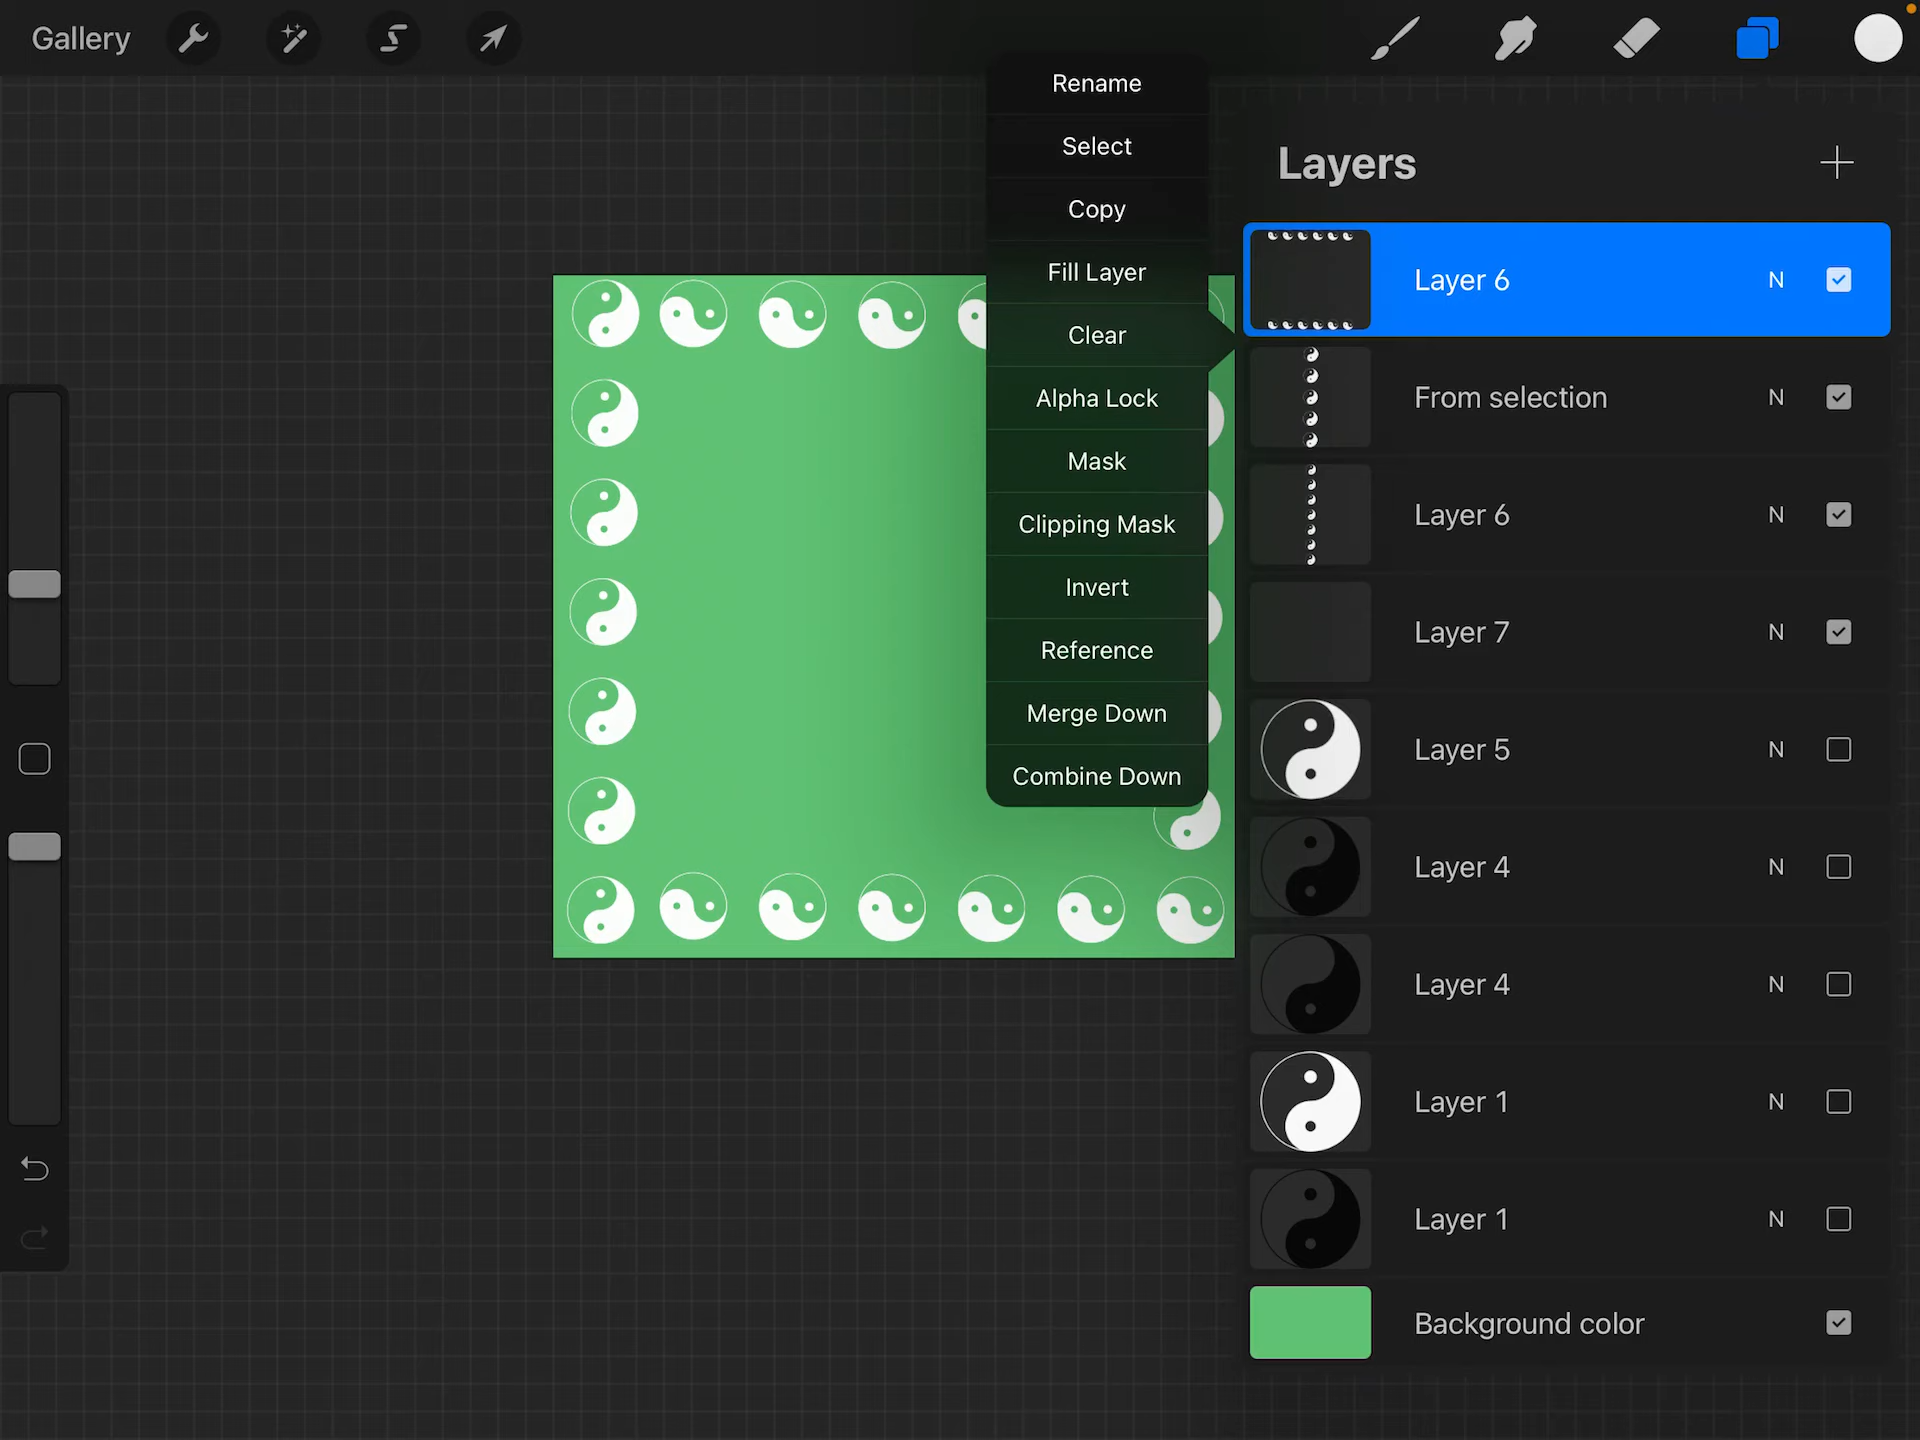 Gallery
Rename
Select
Copy
Fill Layer
Clear
Alpha Lock
Mask
Clipping Mask
Invert
Reference
Merge Down
Combine Down
Layers
Layer 6 N
From selection N
Layer 6 N
Layer 7 N
Layer 5 N
Layer 4 N
Layer 4 N
Layer 1 N
Layer 1 N
Background color